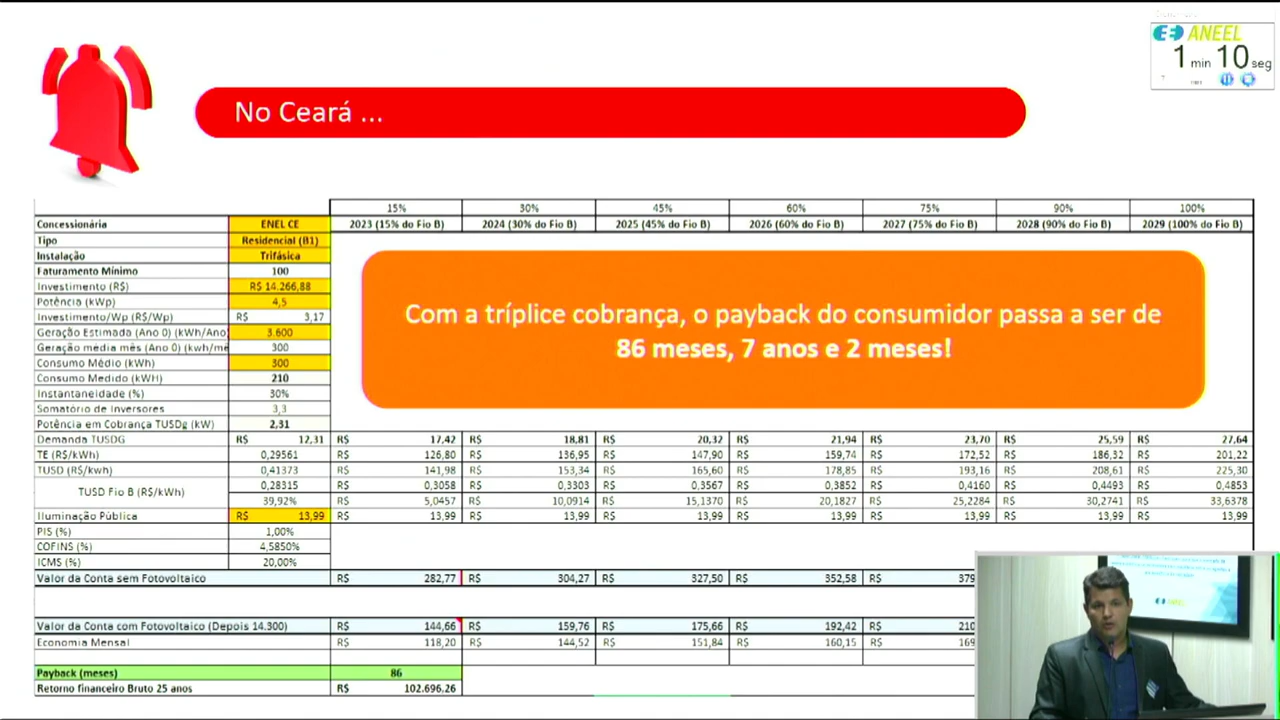 ANEEL
1 min 10 seg
No Ceará ...
15% 30% 45% 60% 75% 90% 100%
Concessionária ENEL CE 2023 (15% do Fio B) 2024 (30% do Fio B) 2025 (45% do Fio B) 2026 (60% do Fio B) 2027 (75% do Fio B) 2028 (90% do Fio B) 2029 (100% do Fio B)
Tipo Residencial (B1)
Instalação Trifásica
Faturamento Mínimo 100
Investimento (R$) R$ 14.266,88
Potência (kWp) 4,5
Investimento/Wp (R$/Wp) R$ 3,17
Geração Estimada (Ano 0) (kWh/Ano) 3.600
Geração média mês (Ano 0) (kwh/mê 300
Consumo Médio (kWh) 300
Consumo Medido (kWH) 210
Instantaneidade (%) 30%
Somatório de Inversores 3,3
Potência em Cobrança TUSDg (kW) 2,31
Com a tríplice cobrança, o payback do consumidor passa a ser de
86 meses, 7 anos e 2 meses!
Demanda TUSDG R$ 12,31 R$ 17,42 R$ 18,81 R$ 20,32 R$ 21,94 R$ 23,70 R$ 25,59 R$ 27,64
TE (R$/kWh) 0,29561 R$ 126,80 R$ 136,95 R$ 147,90 R$ 159,74 R$ 172,52 R$ 186,32 R$ 201,22
TUSD (R$/kwh) 0,41373 R$ 141,98 R$ 153,34 R$ 165,60 R$ 178,85 R$ 193,16 R$ 208,61 R$ 225,30
TUSD Fio B (R$/kWh) 0,28315 R$ 0,3058 R$ 0,3303 R$ 0,3567 R$ 0,3852 R$ 0,4160 R$ 0,4493 R$ 0,4853
39,92% R$ 5,0457 R$ 10,0914 R$ 15,1370 R$ 20,1827 R$ 25,2284 R$ 30,2741 R$ 33,6378
Iluminação Pública R$ 13,99 R$ 13,99 R$ 13,99 R$ 13,99 R$ 13,99 R$ 13,99 R$ 13,99 R$ 13,99
PIS (%) 1,00%
COFINS (%) 4,5850%
ICMS (%) 20,00%
Valor da Conta sem Fotovoltaico R$ 282,77 R$ 304,27 R$ 327,50 R$ 352,58 R$ 379
Valor da Conta com Fotovoltaico (Depois 14.300) R$ 144,66 R$ 159,76 R$ 175,66 R$ 192,42 R$ 210
Economia Mensal R$ 118,20 R$ 144,52 R$ 151,84 R$ 160,15 R$ 169
Payback (meses) 86
Retorno financeiro Bruto 25 anos R$ 102.696.26
ANEEL